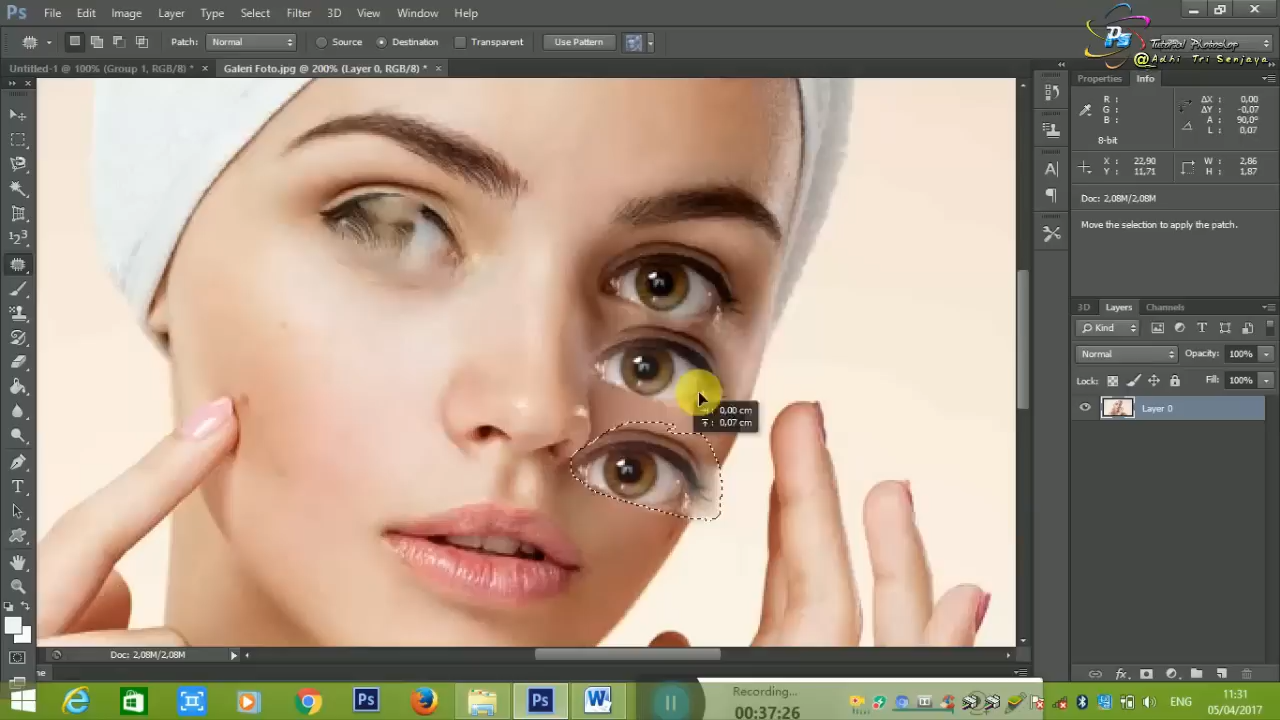 Ps File Edit Image Layer Type Select Filter 3D View Window Help
Patch: Normal Source Destination Transparent Use Pattern
Ps Tutorial Photoshop
@Adhi Tri Senjaya
Untitled-1 @ 100% (Group 1, RGB/8) * × Galeri Foto.jpg @ 200% (Layer 0, RGB/8) * ×
Properties Info
R :
G :
B :
8-bit
ΔX : 0,00
ΔY : -0,07
A : 90,0°
L : 0,07
X : 22,90
Y : 11,71
W : 2,86
H : 1,87
Doc: 2,08M/2,08M
Move the selection to apply the patch.
3D Layers Channels
Kind
Normal Opacity: 100%
Lock: Fill: 100%
Layer 0
0,00 cm
0,07 cm
Doc: 2,08M/2,08M
Recording...
00:37:26
ENG
11:31
05/04/2017